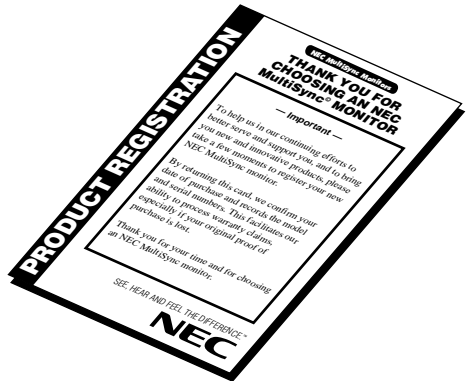 PRODUCT REGISTRATION
NEC MultiSync Monitors
THANK YOU FOR
CHOOSING AN NEC
MultiSync® MONITOR
— Important —
To help us in our continuing efforts to
better serve and support you, and to bring
you new and innovative products, please
take a few moments to register your new
NEC MultiSync monitor.
By returning this card, we confirm your
date of purchase and records the model
and serial numbers. This facilitates our
ability to process warranty claims,
especially if your original proof of
purchase is lost.
Thank you for your time and for choosing
an NEC MultiSync monitor.
SEE, HEAR AND FEEL THE DIFFERENCE.™
NEC